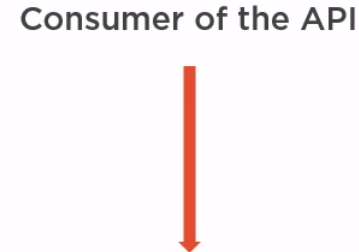 Consumer of the API